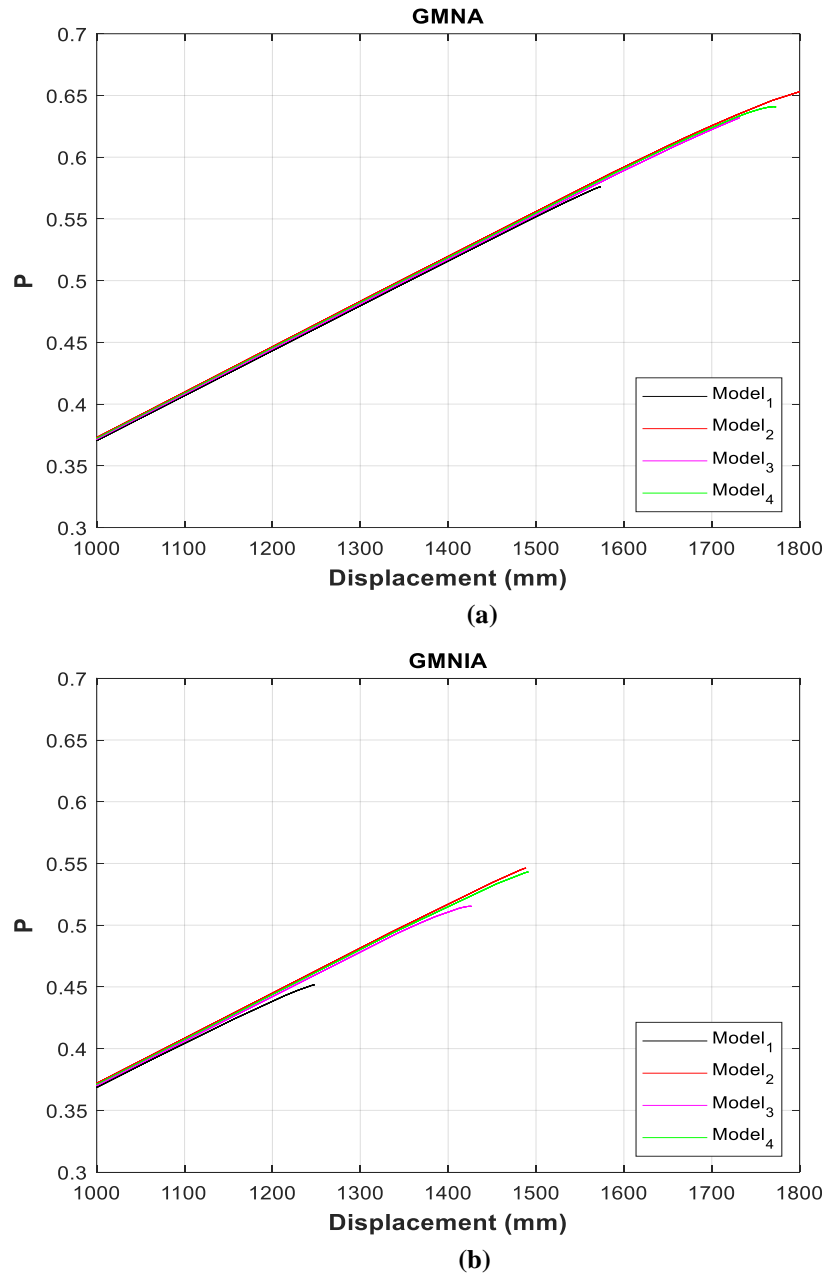 GMNA
0.7
0.65
0.6
0.55
0.5
0.45
0.4
0.35
0.3
P
Model1
Model2
Model3
Model4
1000 1100 1200 1300 1400 1500 1600 1700 1800
Displacement (mm)
(a)
GMNIA
0.7
0.65
0.6
0.55
0.5
0.45
0.4
0.35
0.3
P
Model1
Model2
Model3
Model4
1000 1100 1200 1300 1400 1500 1600 1700 1800
Displacement (mm)
(b)